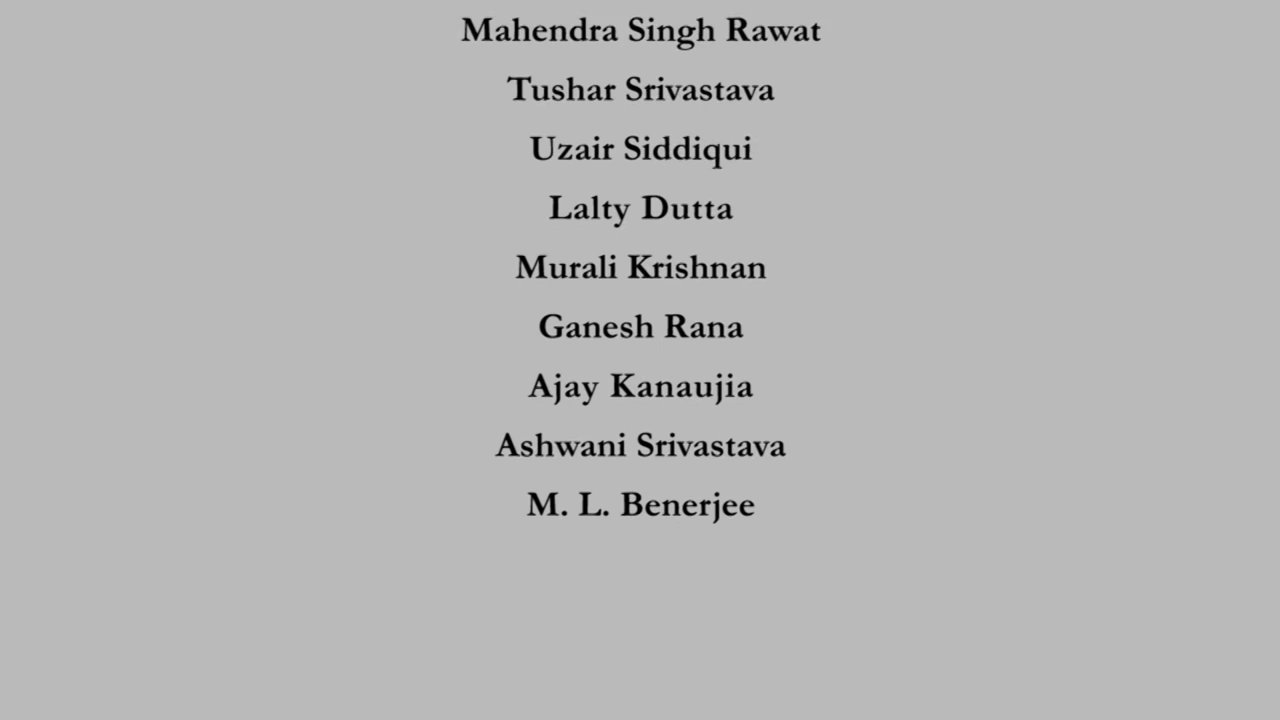 Mahendra Singh Rawat
Tushar Srivastava
Uzair Siddiqui
Lalty Dutta
Murali Krishnan
Ganesh Rana
Ajay Kanaujia
Ashwani Srivastava
M. L. Benerjee